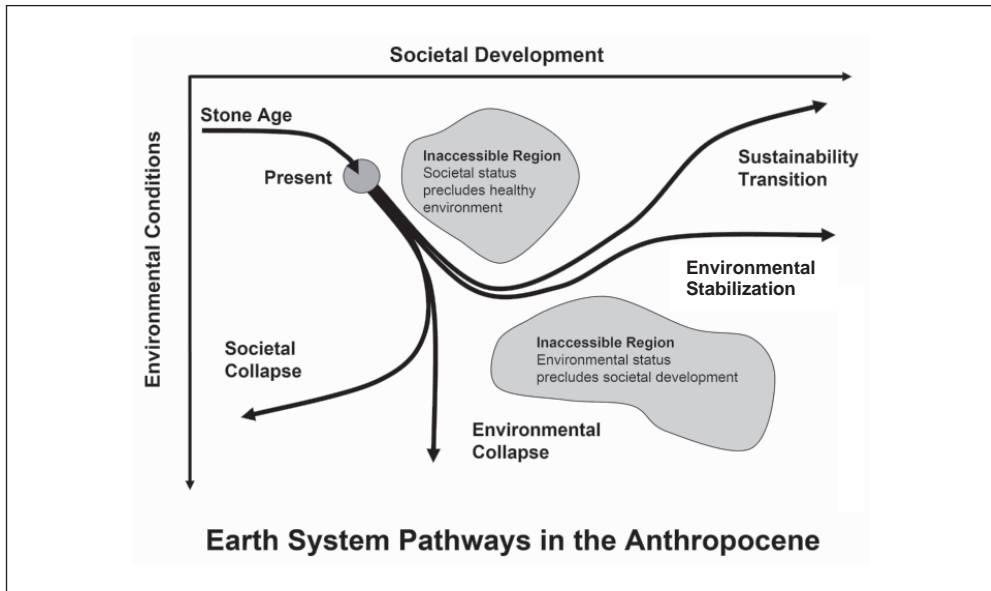 Societal Development
Environmental Conditions
Stone Age
Present
Inaccessible Region
Societal status
precludes healthy
environment
Sustainability
Transition
Environmental
Stabilization
Inaccessible Region
Environmental status
precludes societal development
Societal
Collapse
Environmental
Collapse
Earth System Pathways in the Anthropocene